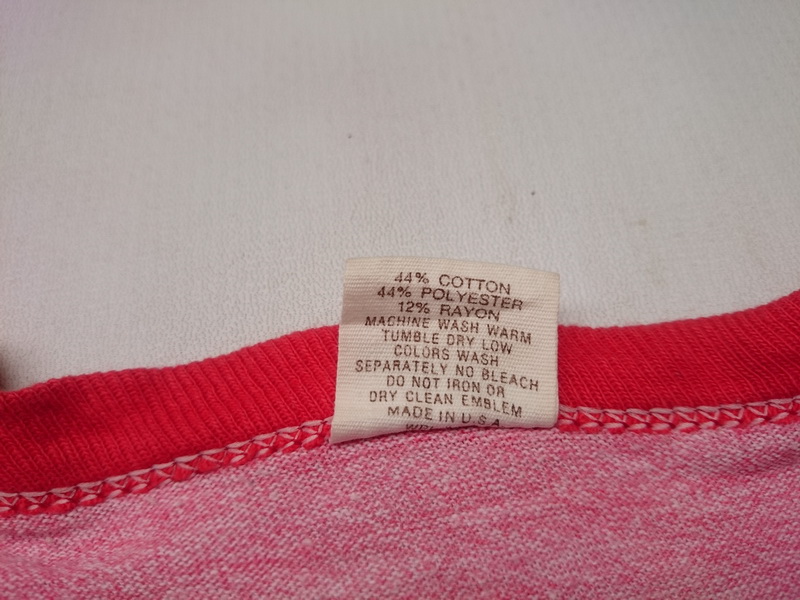 44% COTTON
44% POLYESTER
12% RAYON
MACHINE WASH WARM
TUMBLE DRY LOW
COLORS WASH
SEPARATELY NO BLEACH
DO NOT IRON OR
DRY CLEAN EMBLEM
MADE IN U.S.A